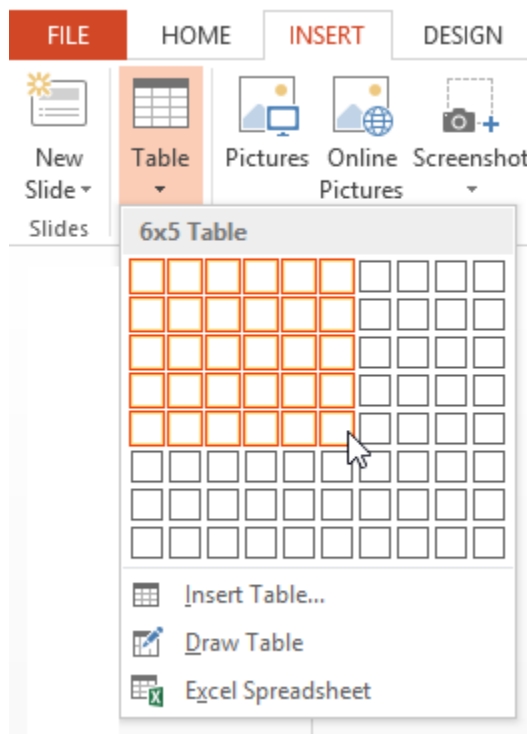 FILE HOME INSERT DESIGN
New Table Pictures Online Screenshot
Slide Pictures
Slides
6x5 Table
Insert Table...
Draw Table
Excel Spreadsheet